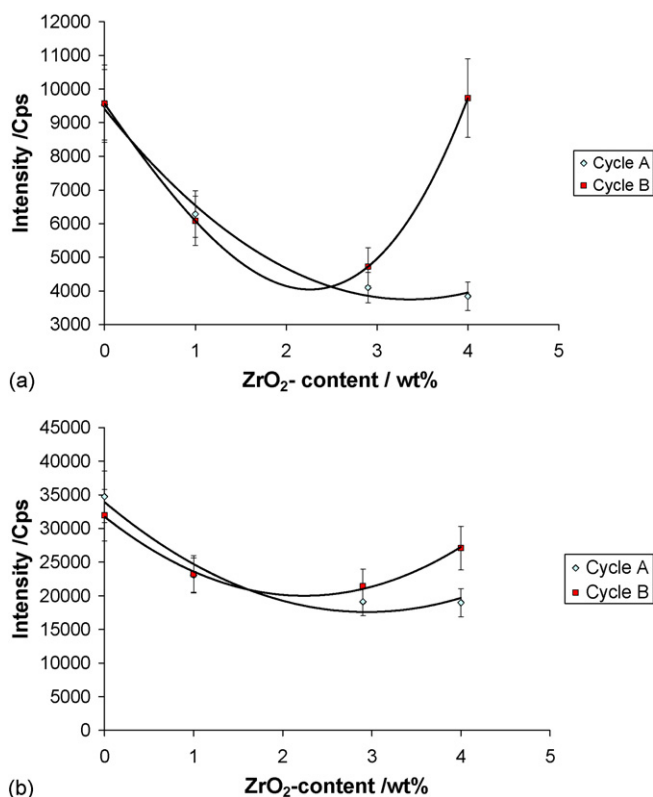 12000
11000
10000
9000
8000
7000
6000
5000
4000
3000
Intensity /Cps
0 1 2 3 4 5
ZrO₂- content / wt%
Cycle A
Cycle B
(a)
45000
40000
35000
30000
25000
20000
15000
10000
5000
0
Intensity /Cps
0 1 2 3 4 5
ZrO₂-content /wt%
Cycle A
Cycle B
(b)